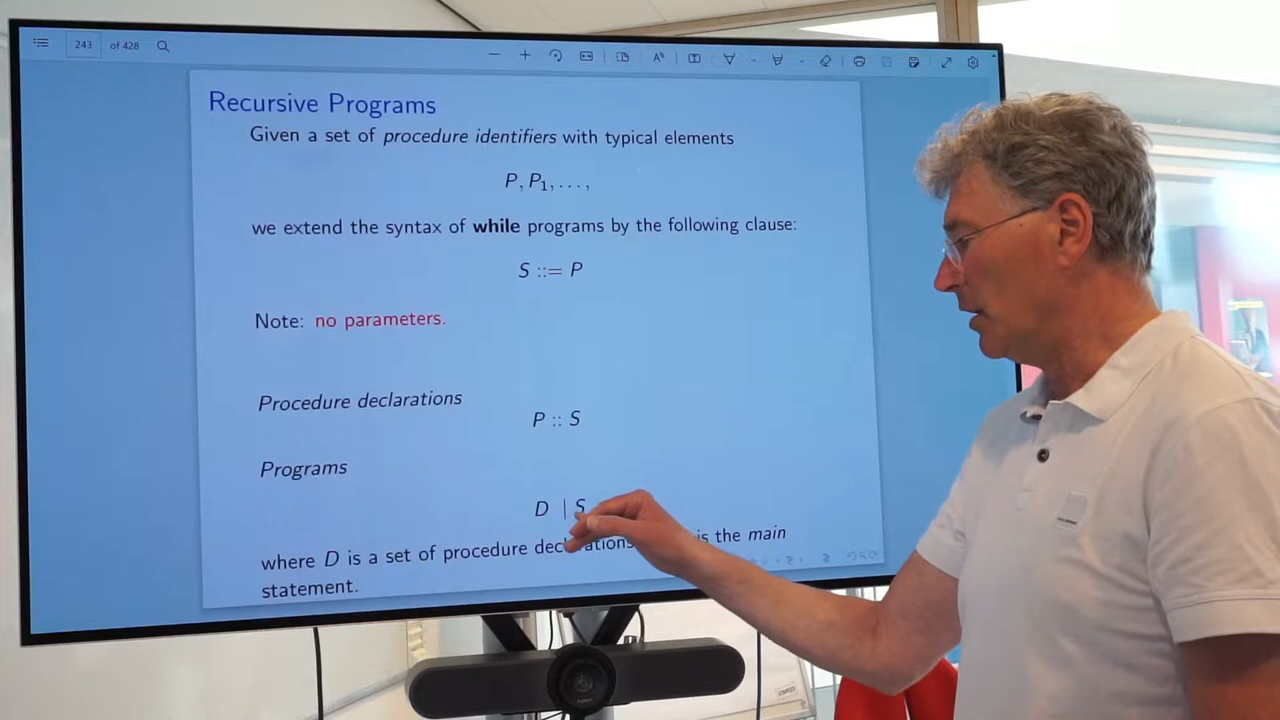 243 of 428
Recursive Programs
Given a set of procedure identifiers with typical elements
P, P₁, . . . ,
we extend the syntax of while programs by the following clause:
S ::= P
Note: no parameters.
Procedure declarations
P :: S
Programs
D | S
where D is a set of procedure declarations is the main
statement.
STAPLES